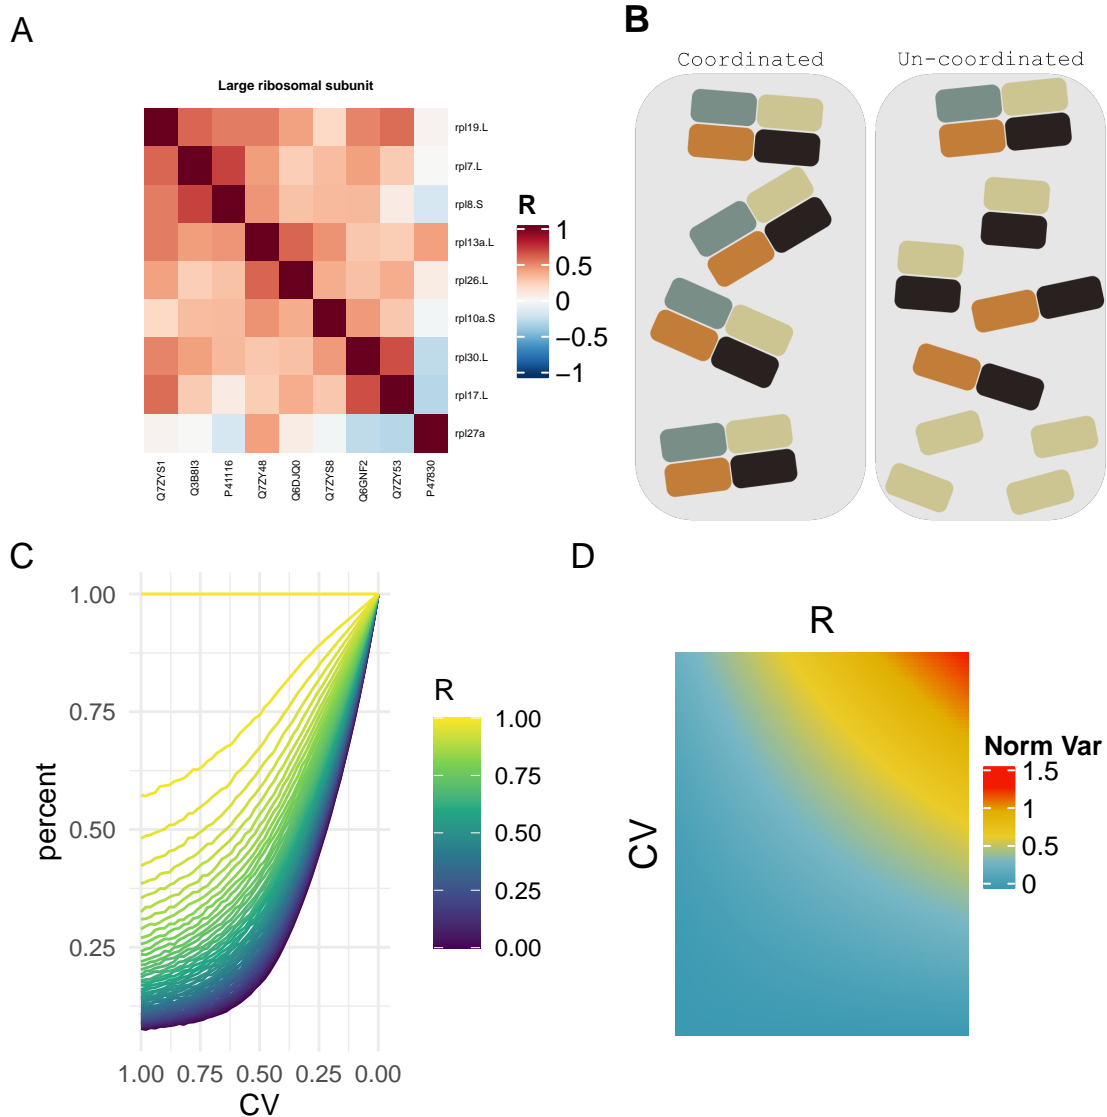 A
Large ribosomal subunit
rpl19.L
rpl7.L
rpl8.S
rpl13a.L
rpl26.L
rpl10a.S
rpl30.L
rpl17.L
rpl27a
Q7ZYS1
Q3B8I3
P41116
Q7ZY48
Q6DJQ0
Q7ZYS8
Q6GNF2
Q7ZY53
P47830
R
1
0.5
0
−0.5
−1
B
Coordinated
Un-coordinated
C
1.00
0.75
0.50
0.25
percent
1.00 0.75 0.50 0.25 0.00
CV
R
1.00
0.75
0.50
0.25
0.00
D
R
CV
Norm Var
1.5
1
0.5
0